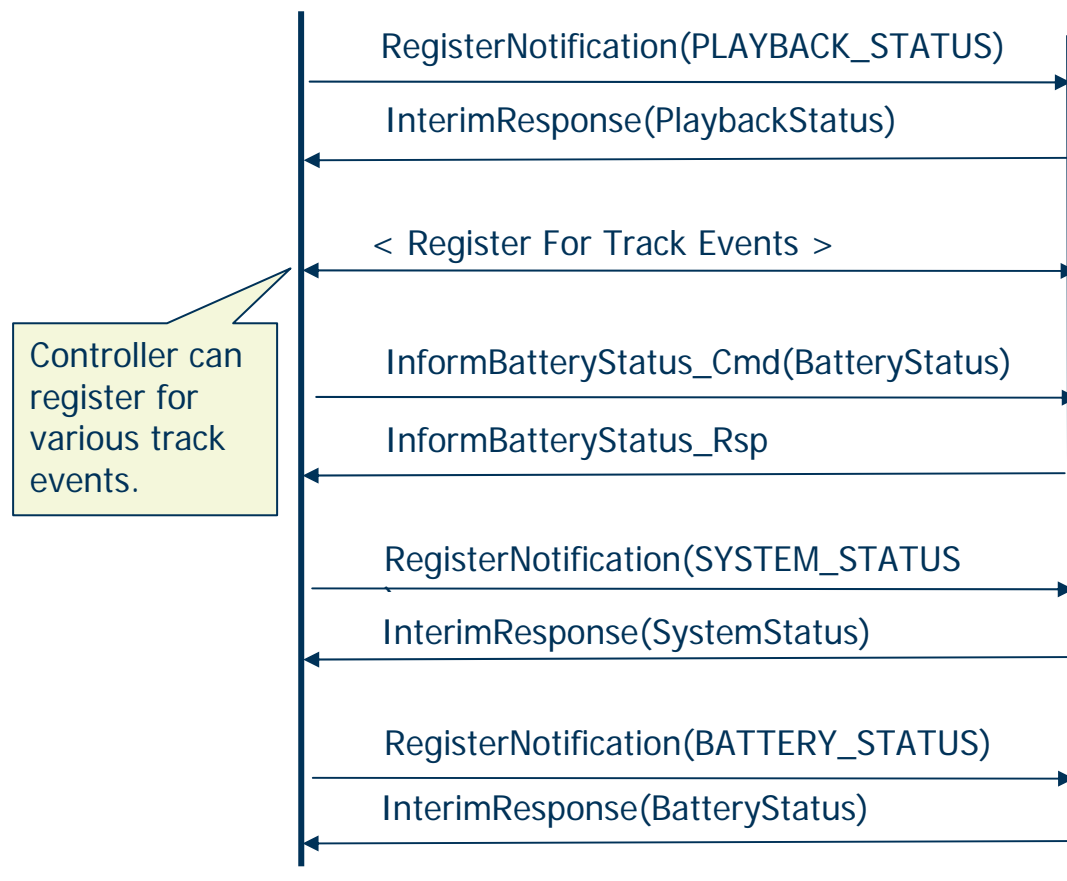 RegisterNotification(PLAYBACK_STATUS)
InterimResponse(PlaybackStatus)
< Register For Track Events >
Controller can
register for
various track
events.
InformBatteryStatus_Cmd(BatteryStatus)
InformBatteryStatus_Rsp
RegisterNotification(SYSTEM_STATUS
`
InterimResponse(SystemStatus)
RegisterNotification(BATTERY_STATUS)
InterimResponse(BatteryStatus)